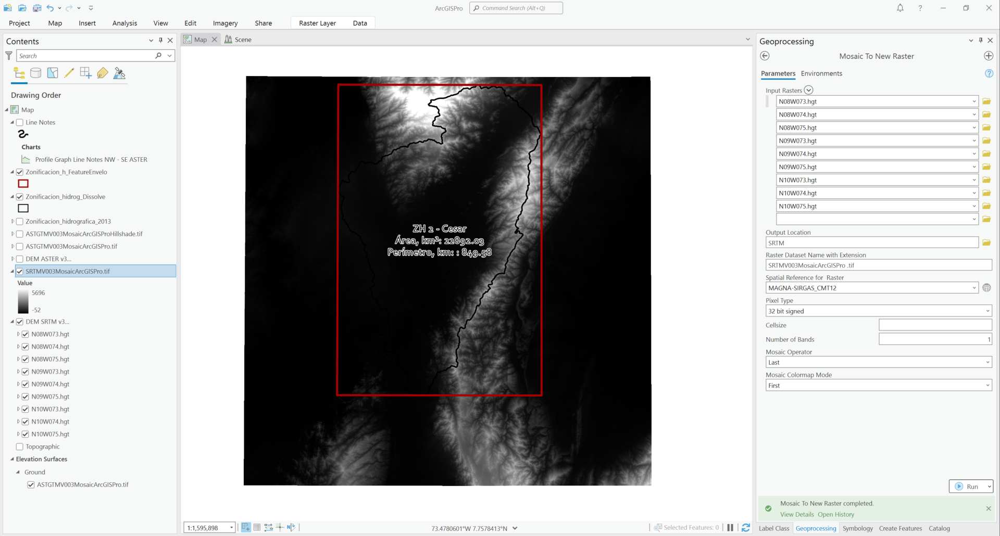 ArcGISPro
Command Search (Alt+Q)
Project
Map
Insert
Analysis
View
Edit
Imagery
Share
Raster Layer
Data
Contents
Search
Drawing Order
Map
Line Notes
Charts
Profile Graph Line Notes NW - SE ASTER
Zonificacion_h_FeatureEnvelo
Zonificacion_hidrog_Dissolve
Zonificacion_hidrografica_2013
ASTGTMV003MosaicArcGISProHillshade.tif
ASTGTMV003MosaicArcGISPro.tif
DEM ASTER v3...
SRTMV003MosaicArcGISPro.tif
Value
5696
-52
DEM SRTM v3...
N08W073.hgt
N08W074.hgt
N08W075.hgt
N09W073.hgt
N09W074.hgt
N09W075.hgt
N10W073.hgt
N10W074.hgt
N10W075.hgt
Topographic
Elevation Surfaces
Ground
ASTGTMV003MosaicArcGISPro.tif
Map
Scene
ZH 2 - Cesar
Área, km²: 22892.03
Perímetro, km: : 849.58
1:1,595,898
N
73.4780601°W 7.7578413°N
Selected Features: 0
Geoprocessing
Mosaic To New Raster
Parameters
Environments
Input Rasters
N08W073.hgt
N08W074.hgt
N08W075.hgt
N09W073.hgt
N09W074.hgt
N09W075.hgt
N10W073.hgt
N10W074.hgt
N10W075.hgt
Output Location
SRTM
Raster Dataset Name with Extension
SRTMV003MosaicArcGISPro .tif
Spatial Reference for Raster
MAGNA-SIRGAS_CMT12
Pixel Type
32 bit signed
Cellsize
Number of Bands
1
Mosaic Operator
Last
Mosaic Colormap Mode
First
Run
Mosaic To New Raster completed.
View Details Open History
Label Class
Geoprocessing
Symbology
Create Features
Catalog